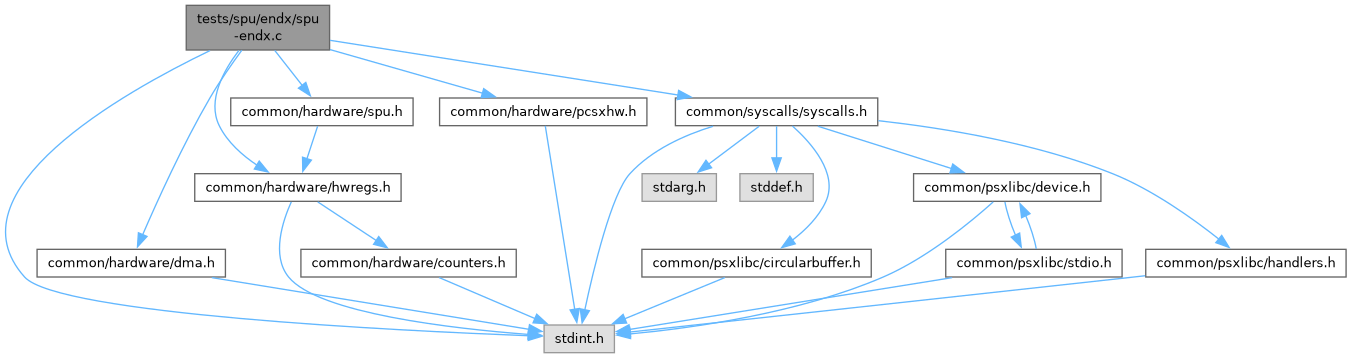 tests/spu/endx/spu
-endx.c
common/hardware/spu.h
common/hardware/pcsxhw.h
common/syscalls/syscalls.h
common/hardware/hwregs.h
stdarg.h
stddef.h
common/psxlibc/device.h
common/hardware/dma.h
common/hardware/counters.h
common/psxlibc/circularbuffer.h
common/psxlibc/stdio.h
common/psxlibc/handlers.h
stdint.h